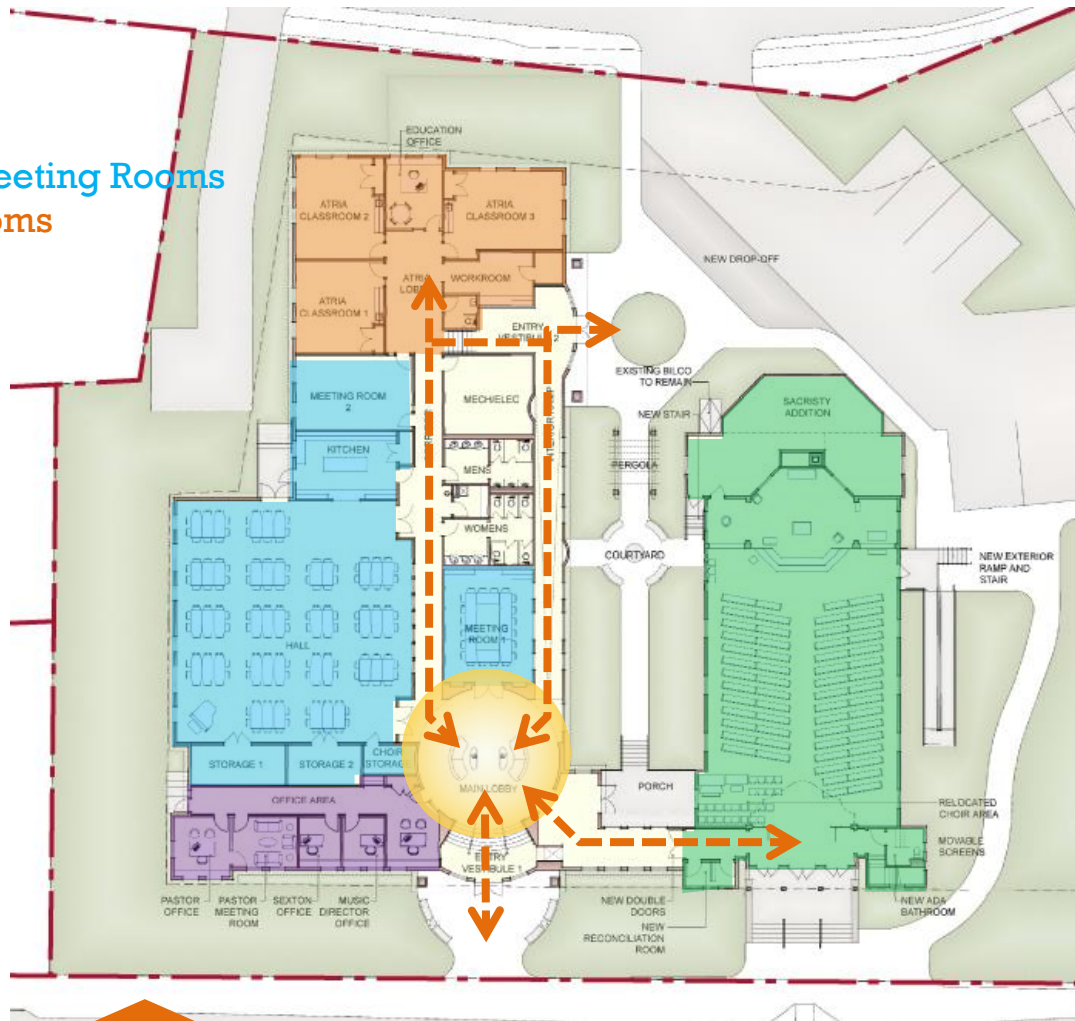 eeting Rooms
oms
EDUCATION
OFFICE
ATRIA
CLASSROOM 2
ATRIA
CLASSROOM 3
NEW DROP-OFF
ATRIA
WORKROOM
ATRIA
CLASSROOM 1
ENTRY
EXISTING BILCO
TO REMAIN
MEETING ROOM
2
MECH/ELEC
SACRISTY
ADDITION
NEW STAIR
KITCHEN
PERGOLA
MENS
WOMENS
COURTYARD
NEW EXTERIOR
RAMP AND
STAIR
MEETING
ROOM 1
HALL
STORAGE 1
STORAGE 2
CHOIR
STORAGE
MAIN LOBBY
PORCH
OFFICE AREA
RELOCATED
CHOIR AREA
MOVABLE
SCREENS
ENTRY
VESTIBULE 1
PASTOR
OFFICE
PASTOR
MEETING
ROOM
SEXTON
OFFICE
MUSIC
DIRECTOR
OFFICE
NEW DOUBLE
DOORS
NEW
RECONCILIATION
ROOM
NEW ADA
BATHROOM